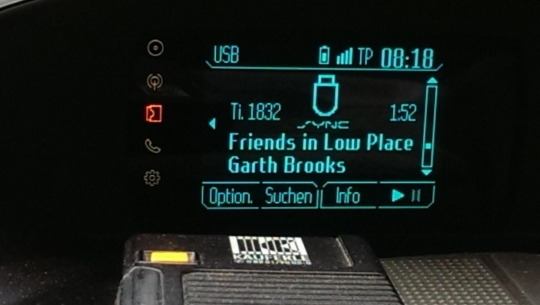 USB TP 08:18
Ti. 1832 1:52
SYNC
Friends in Low Place
Garth Brooks
Option. Suchen Info